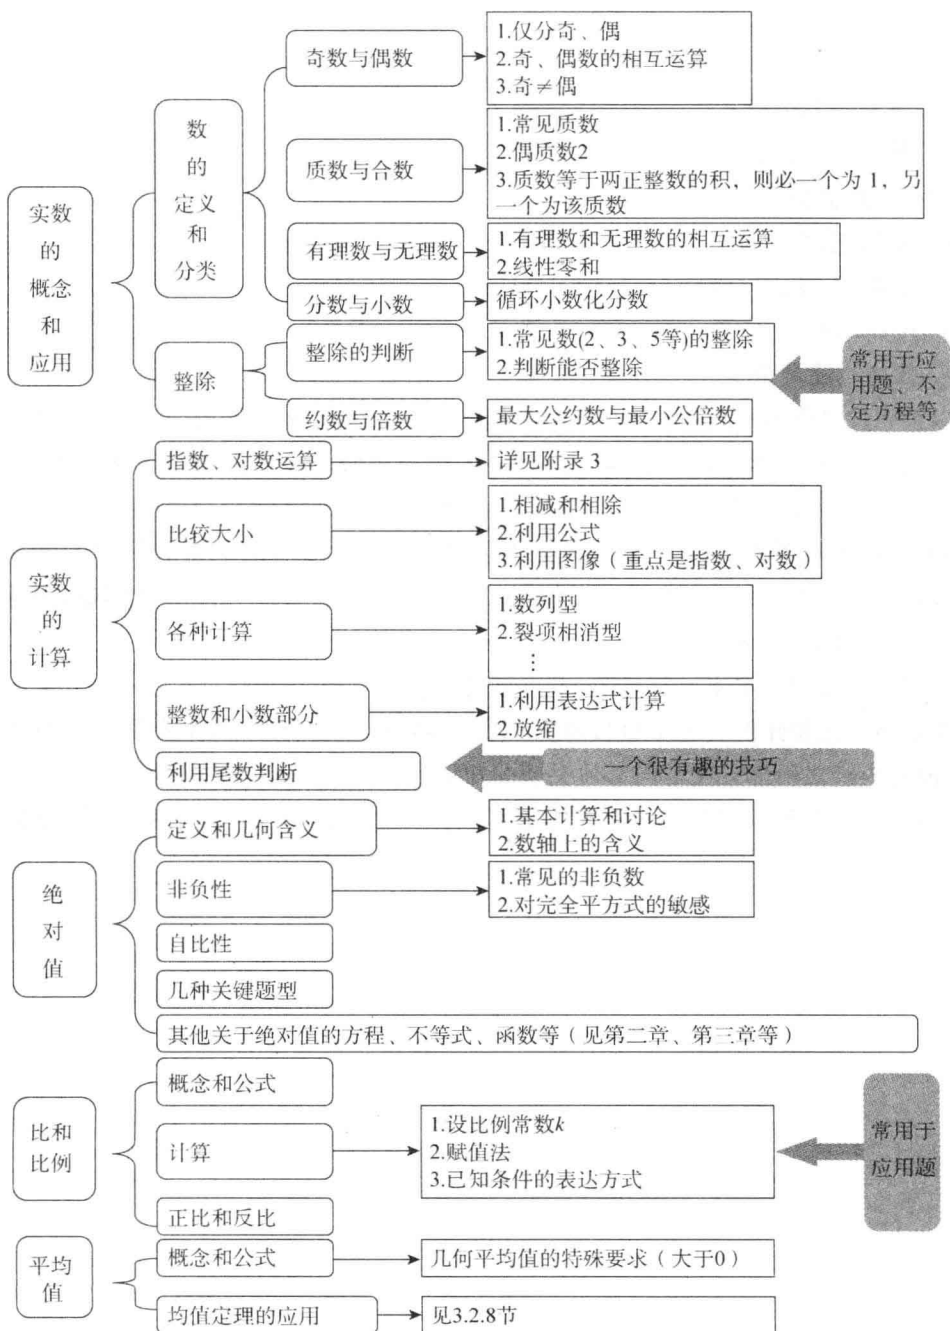 实数
的
概念
和
应用
数
的
定义
和
分类
奇数与偶数
1.仅分奇、偶
2.奇、偶数的相互运算
3.奇≠偶
质数与合数
1.常见质数
2.偶质数2
3.质数等于两正整数的积，则必一个为 1，另
一个为该质数
有理数与无理数
1.有理数和无理数的相互运算
2.线性零和
分数与小数
循环小数化分数
整除
整除的判断
1.常见数(2、3、5等)的整除
2.判断能否整除
常用于应
用题、不
定方程等
约数与倍数
最大公约数与最小公倍数
实数
的
计算
指数、对数运算
详见附录 3
比较大小
1.相减和相除
2.利用公式
3.利用图像（重点是指数、对数）
各种计算
1.数列型
2.裂项相消型
⋮
整数和小数部分
1.利用表达式计算
2.放缩
利用尾数判断
一个很有趣的技巧
绝
对
值
定义和几何含义
1.基本计算和讨论
2.数轴上的含义
非负性
1.常见的非负数
2.对完全平方式的敏感
自比性
几种关键题型
其他关于绝对值的方程、不等式、函数等（见第二章、第三章等）
比和
比例
概念和公式
计算
1.设比例常数k
2.赋值法
3.已知条件的表达方式
常用于
应用题
正比和反比
平均
值
概念和公式
几何平均值的特殊要求（大于0）
均值定理的应用
见3.2.8节